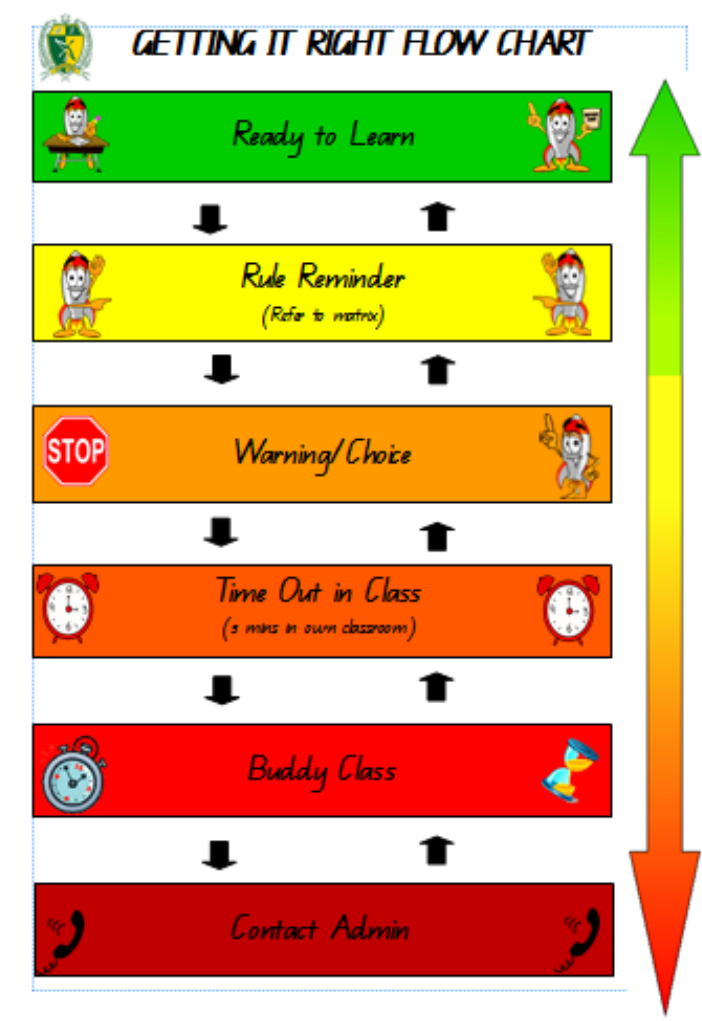 GETTING IT RIGHT FLOW CHART
Ready to Learn
Rule Reminder
(Refer to matrix)
STOP
Warning/Choice
Time Out in Class
(5 mins in own classroom)
Buddy Class
Contact Admin